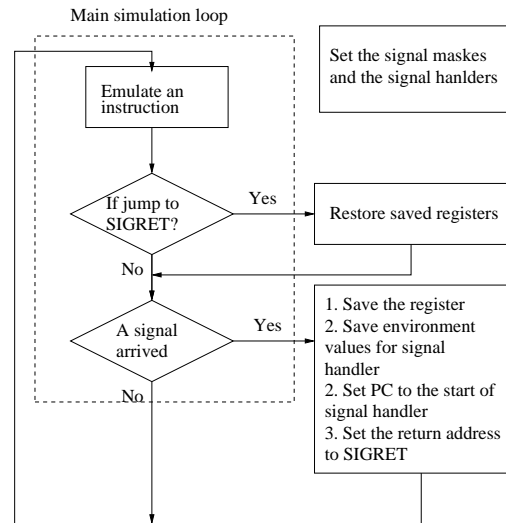 Main simulation loop
Set the signal maskes
and the signal hanlders
Emulate an
instruction
If jump to
SIGRET?
Yes
Restore saved registers
No
A signal
arrived
Yes
1. Save the register
2. Save environment
values for signal
handler
2. Set PC to the start of
signal handler
3. Set the return address
to SIGRET
No